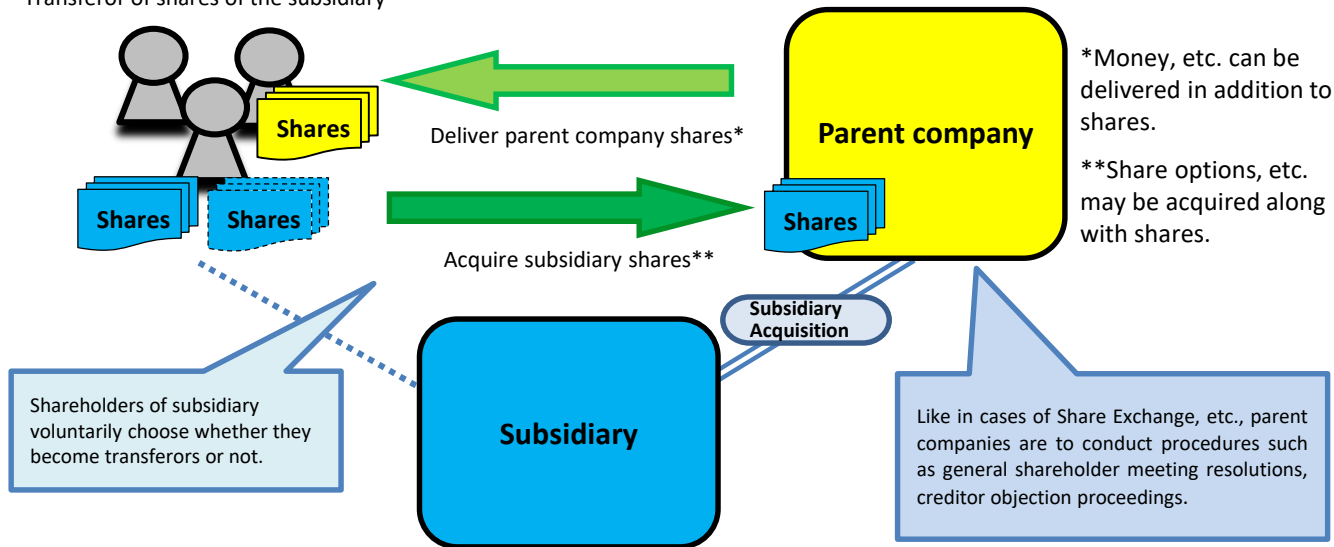 Transferor of shares of the subsidiary
Shares
Shares
Shares
Deliver parent company shares*
Acquire subsidiary shares**
Parent company
Shares
*Money, etc. can be
delivered in addition to
shares.
**Share options, etc.
may be acquired along
with shares.
Subsidiary
Acquisition
Shareholders of subsidiary
voluntarily choose whether they
become transferors or not.
Subsidiary
Like in cases of Share Exchange, etc., parent
companies are to conduct procedures such
as general shareholder meeting resolutions,
creditor objection proceedings.